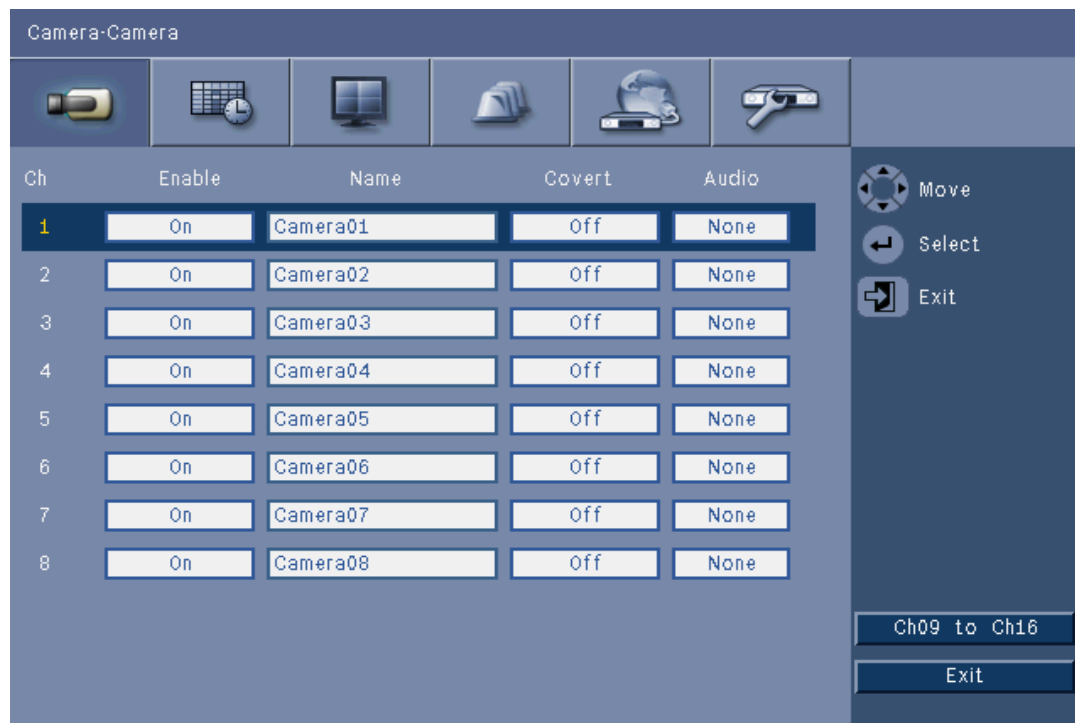 Camera-Camera
Ch Enable Name Covert Audio
1 On Camera01 Off None
2 On Camera02 Off None
3 On Camera03 Off None
4 On Camera04 Off None
5 On Camera05 Off None
6 On Camera06 Off None
7 On Camera07 Off None
8 On Camera08 Off None
Move
Select
Exit
Ch09 to Ch16
Exit